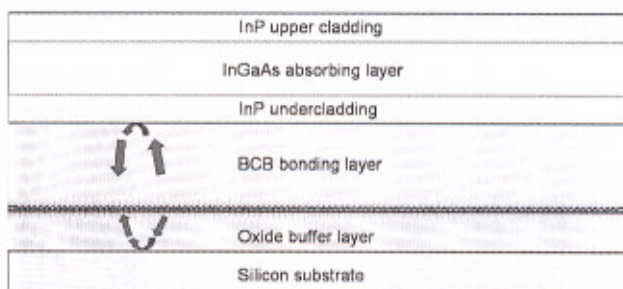 InP upper cladding
InGaAs absorbing layer
InP undercladding
BCB bonding layer
Oxide buffer layer
Silicon substrate